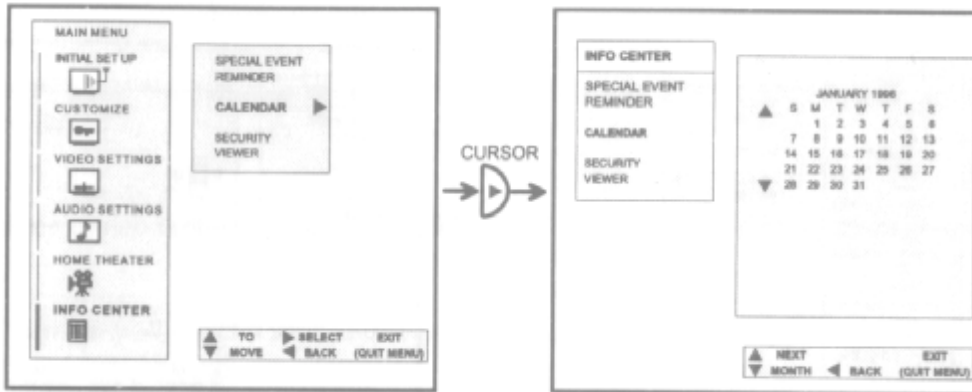 MAIN MENU
INITIAL SET UP
CUSTOMIZE
VIDEO SETTINGS
AUDIO SETTINGS
HOME THEATER
INFO CENTER
SPECIAL EVENT
REMINDER
CALENDAR
SECURITY
VIEWER
TO SELECT EXIT
MOVE BACK (QUIT MENU)
CURSOR
INFO CENTER
SPECIAL EVENT
REMINDER
CALENDAR
SECURITY
VIEWER
JANUARY 1996
S M T W T F S
1 2 3 4 5 6
7 8 9 10 11 12 13
14 15 16 17 18 19 20
21 22 23 24 25 26 27
28 29 30 31
NEXT EXIT
MONTH BACK (QUIT MENU)